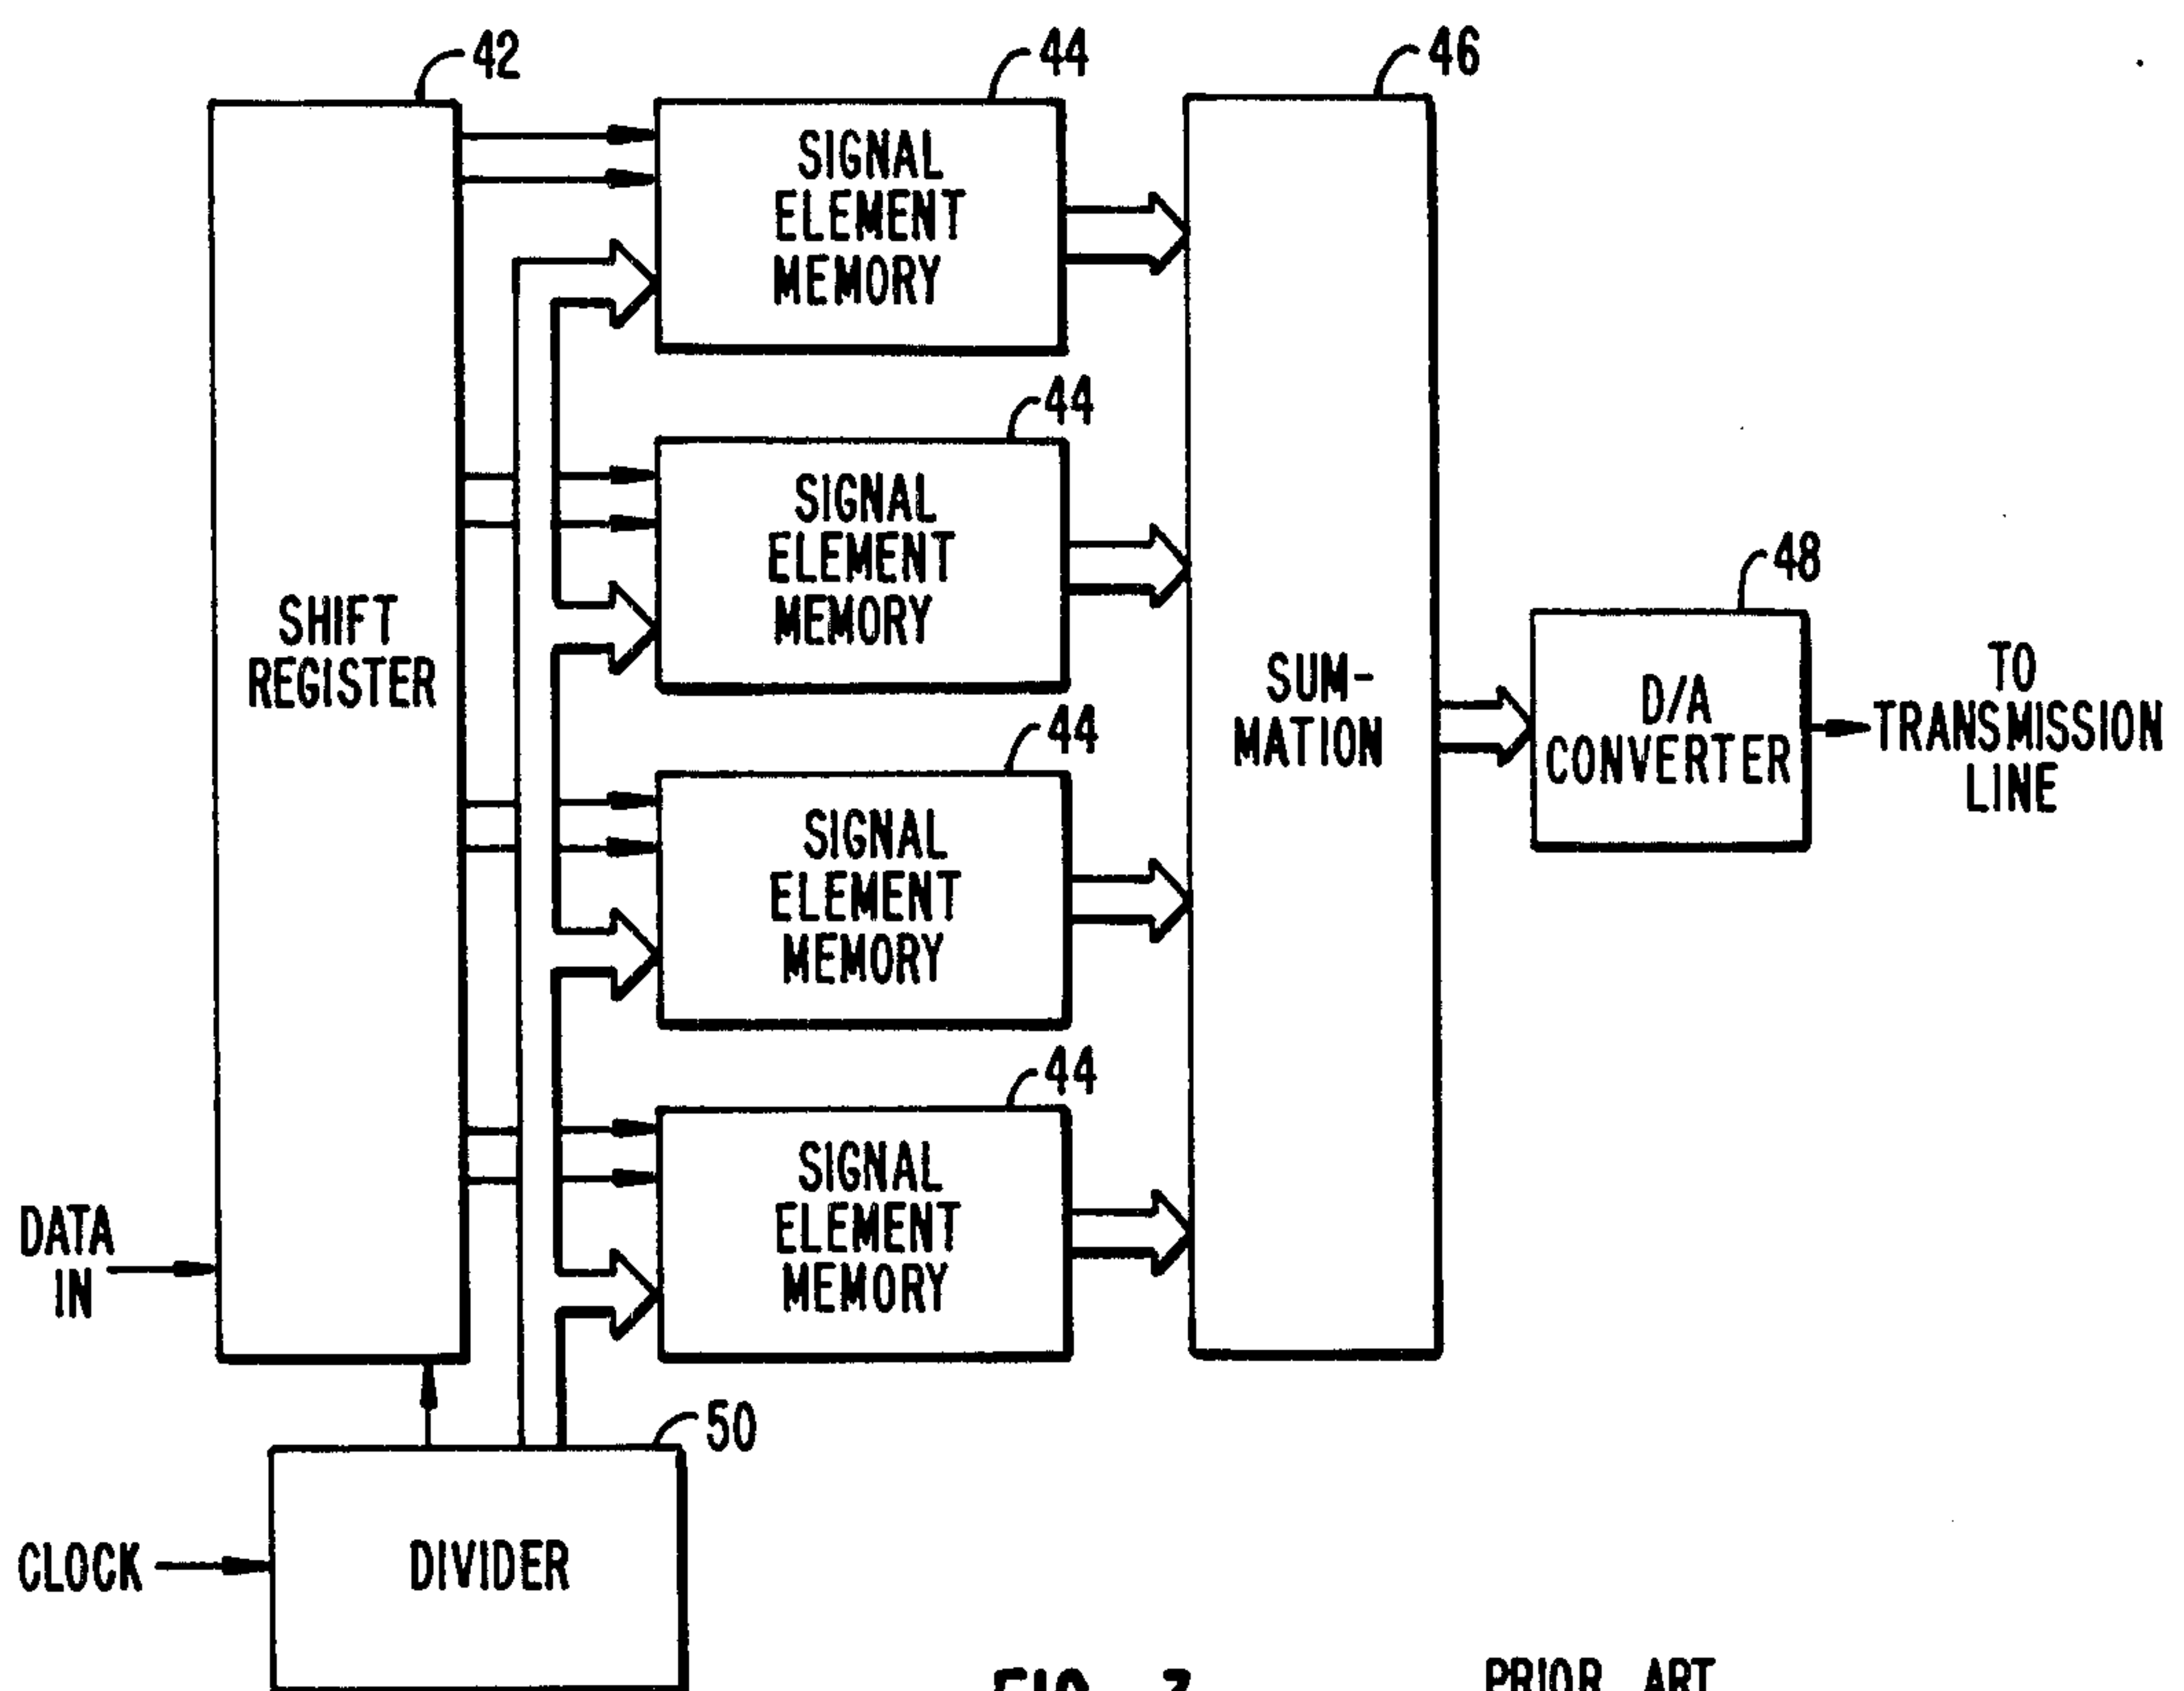 42
44
46
SIGNAL
ELEMENT
MEMORY
44
SIGNAL
ELEMENT
MEMORY
48
SHIFT
REGISTER
SUM-
MATION
D/A
CONVERTER
TO
TRANSMISSION
LINE
44
SIGNAL
ELEMENT
MEMORY
44
SIGNAL
ELEMENT
MEMORY
DATA
IN
50
CLOCK
DIVIDER
PRIOR ART